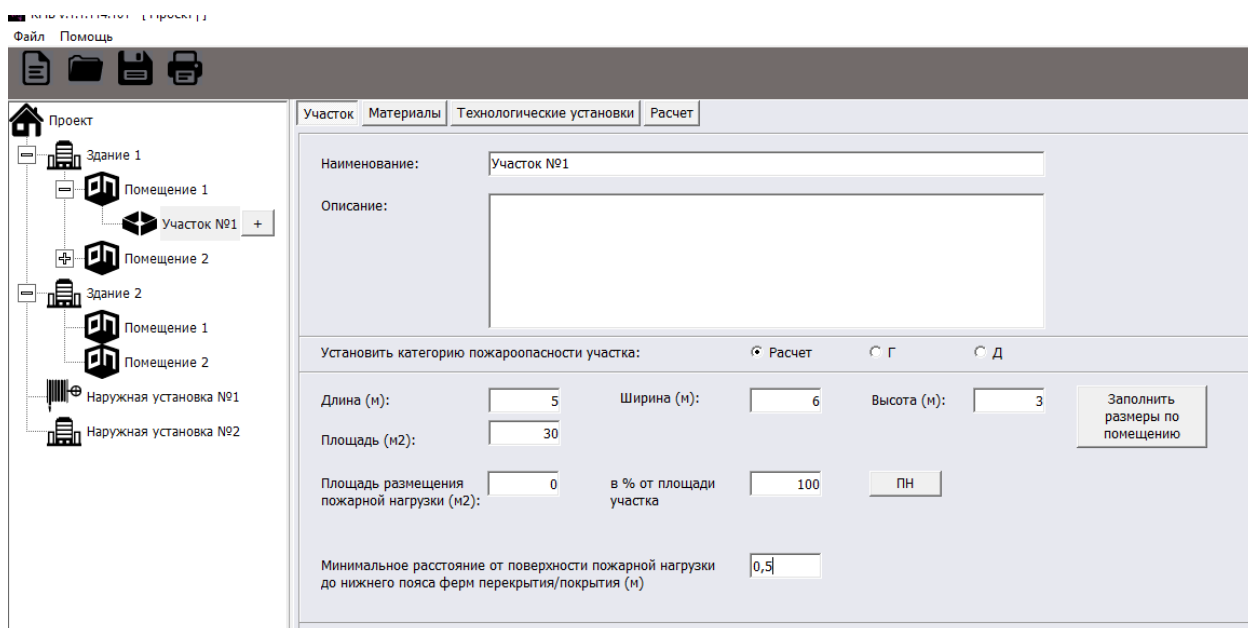 Файл Помощь
Проект
Здание 1
Помещение 1
Участок №1 +
Помещение 2
Здание 2
Помещение 1
Помещение 2
Наружная установка №1
Наружная установка №2
Участок Материалы Технологические установки Расчет
Наименование: Участок №1
Описание:
Установить категорию пожароопасности участка: Расчет Г Д
Длина (м): 5 Ширина (м): 6 Высота (м): 3
Заполнить
размеры по
помещению
Площадь (м2): 30
Площадь размещения
пожарной нагрузки (м2): 0
в % от площади
участка 100
ПН
Минимальное расстояние от поверхности пожарной нагрузки
до нижнего пояса ферм перекрытия/покрытия (м) 0,5